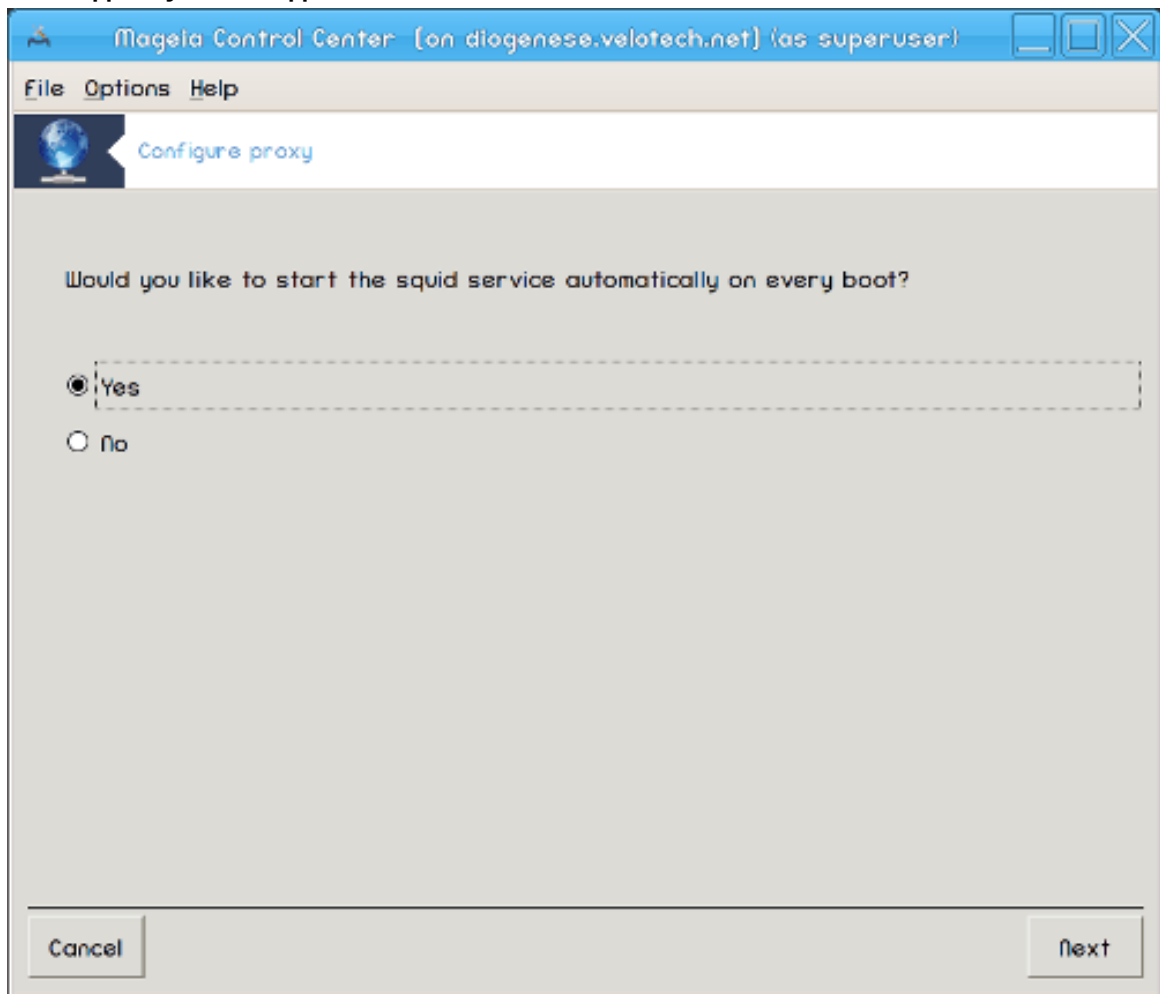 Mageia Control Center [on diogenese.velotech.net] (as superuser)
File Options Help
Configure proxy
Would you like to start the squid service automatically on every boot?
Yes
No
Cancel
Next